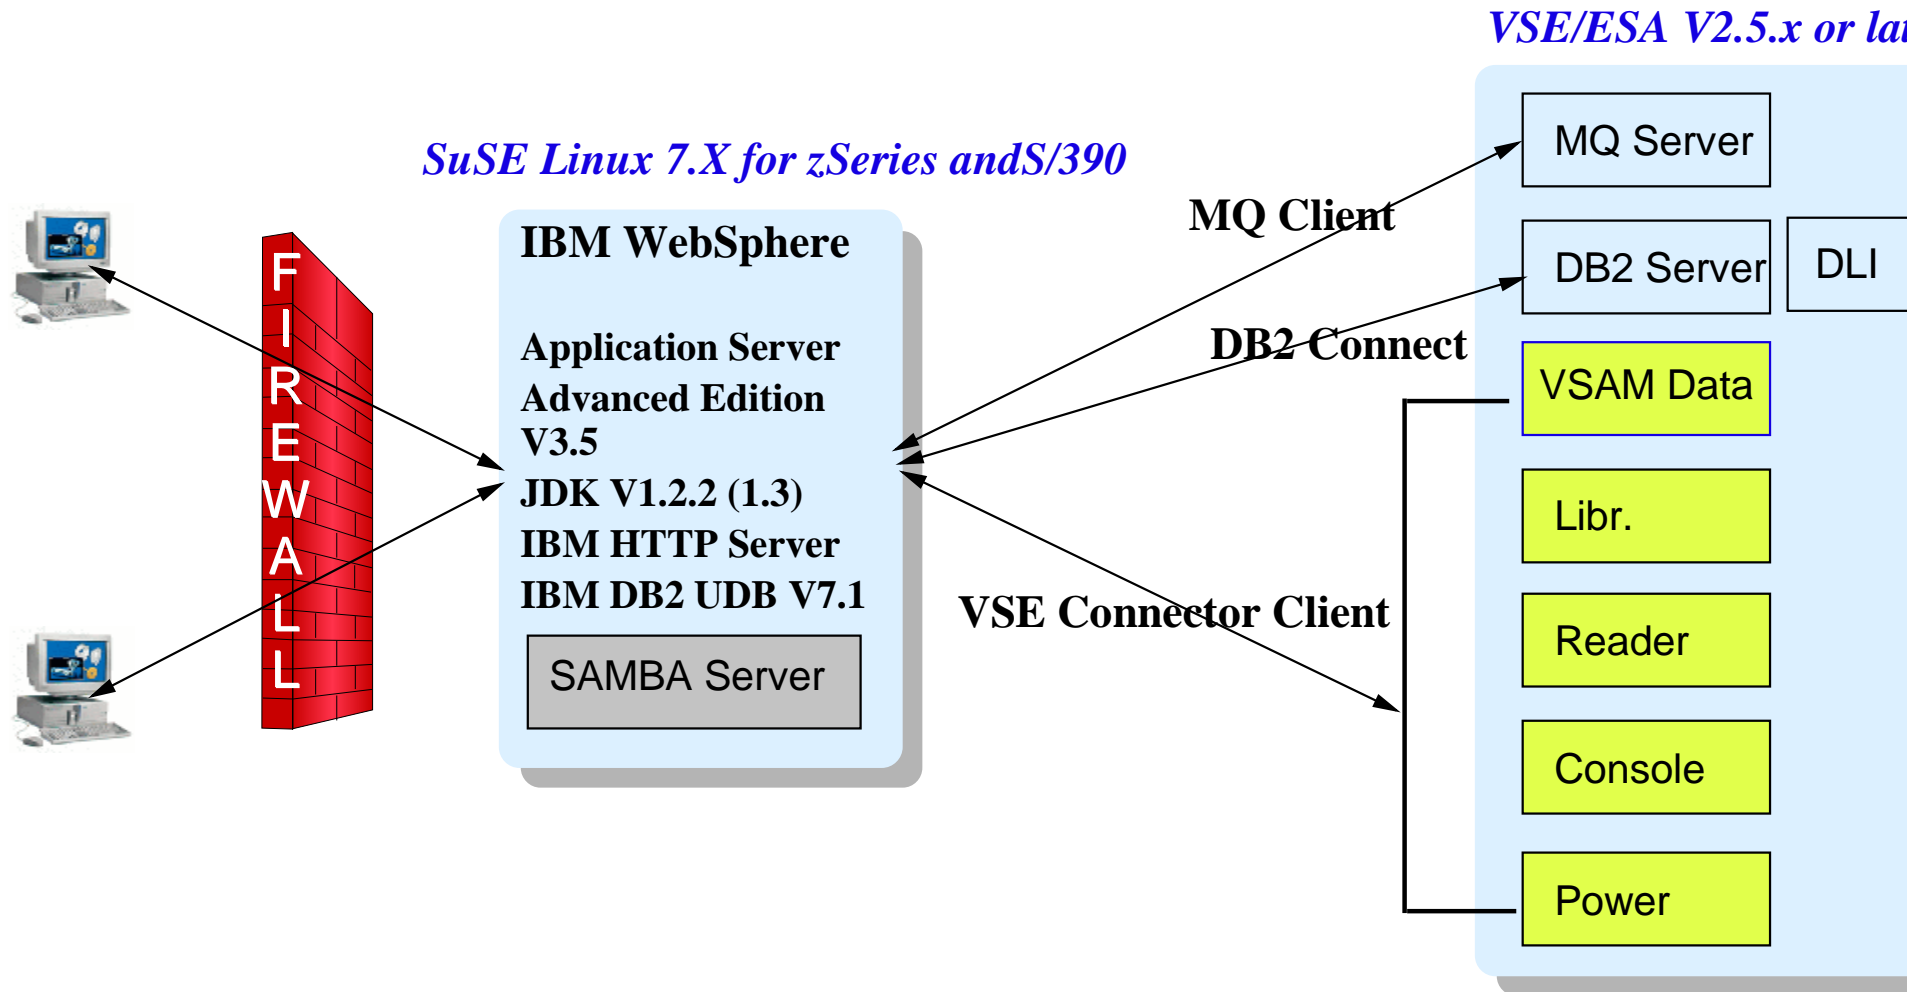 VSE/ESA V2.5.x or
SuSE Linux 7.X for zSeries andS/390
FIREWALL
IBM WebSphere
Application Server
Advanced Edition
V3.5
JDK V1.2.2 (1.3)
IBM HTTP Server
IBM DB2 UDB V7.1
SAMBA Server
MQ Client
DB2 Connect
VSE Connector Client
MQ Server
DB2 Server
DLI
VSAM Data
Libr.
Reader
Console
Power